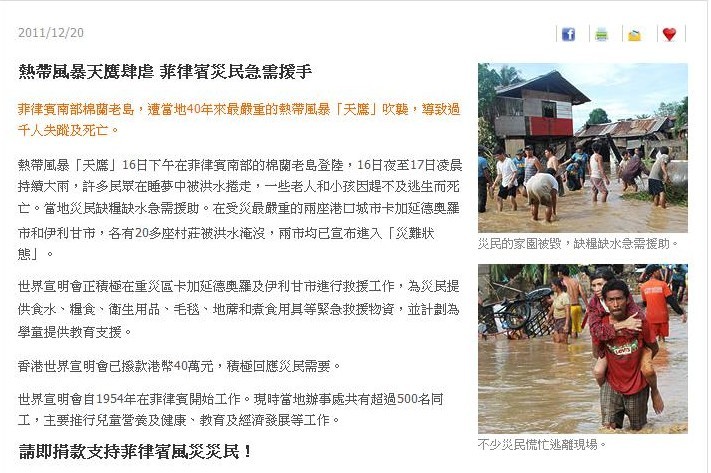 2011/12/20
熱帶風暴天鷹肆虐 菲律賓災民急需援手
菲律賓南部棉蘭老島，遭當地40年來最嚴重的熱帶風暴「天鷹」吹襲，導致過
千人失蹤及死亡。
熱帶風暴「天鷹」16日下午在菲律賓南部的棉蘭老島登陸，16日夜至17日凌晨
持續大雨，許多民眾在睡夢中被洪水捲走，一些老人和小孩因趕不及逃生而死
亡。當地災民缺糧缺水急需援助。在受災最嚴重的兩座港口城市卡加延德奧羅
市和伊利甘市，各有20多座村莊被洪水淹沒，兩市均已宣布進入「災難狀
態」。
世界宣明會正積極在重災區卡加延德奧羅及伊利甘市進行救援工作，為災民提
供食水、糧食、衛生用品、毛毯、地蓆和煮食用具等緊急救援物資，並計劃為
學童提供教育支援。
香港世界宣明會已撥款港幣40萬元，積極回應災民需要。
世界宣明會自1954年在菲律賓開始工作。現時當地辦事處共有超過500名同
工，主要推行兒童營養及健康、教育及經濟發展等工作。
請即捐款支持菲律賓風災災民！
災民的家園被毀，缺糧缺水急需援助。
不少災民慌忙逃離現場。